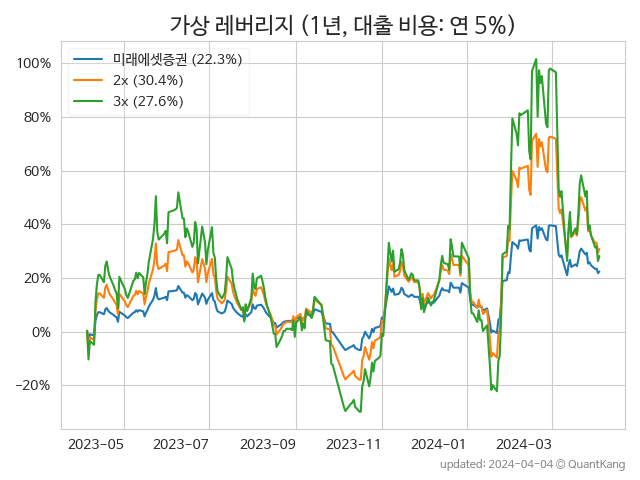 가상 레버리지 (1년, 대출 비용: 연 5%)
미래에셋증권 (22.3%)
2x (30.4%)
3x (27.6%)
100%
80%
60%
40%
20%
0%
−20%
2023-05
2023-07
2023-09
2023-11
2024-01
2024-03
updated: 2024-04-04 © QuantKang